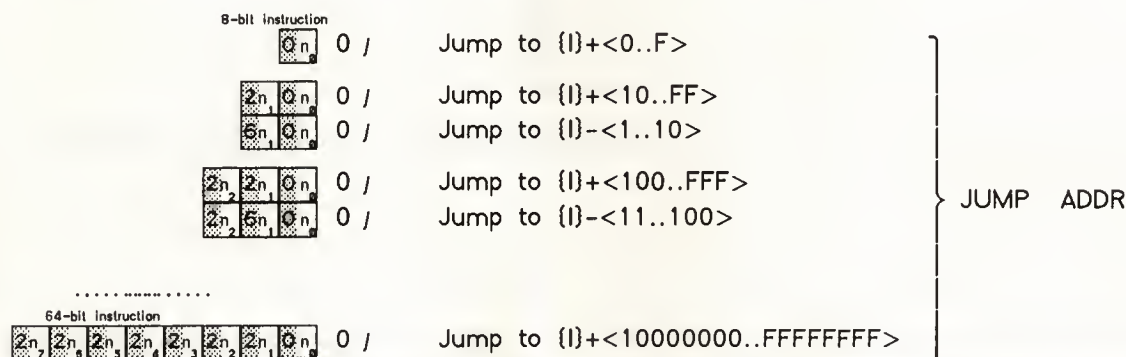 8-bit instruction
0n0 0 j Jump to {I}+<0..F>
2n1 0n0 0 j Jump to {I}+<10..FF>
6n1 0n0 0 j Jump to {I}-<1..10>
2n2 2n1 0n0 0 j Jump to {I}+<100..FFF>
2n2 6n1 0n0 0 j Jump to {I}-<11..100>
JUMP ADDR
....................
64-bit instruction
2n7 2n6 2n5 2n4 2n3 2n2 2n1 0n0 0 j Jump to {I}+<10000000..FFFFFFFF>